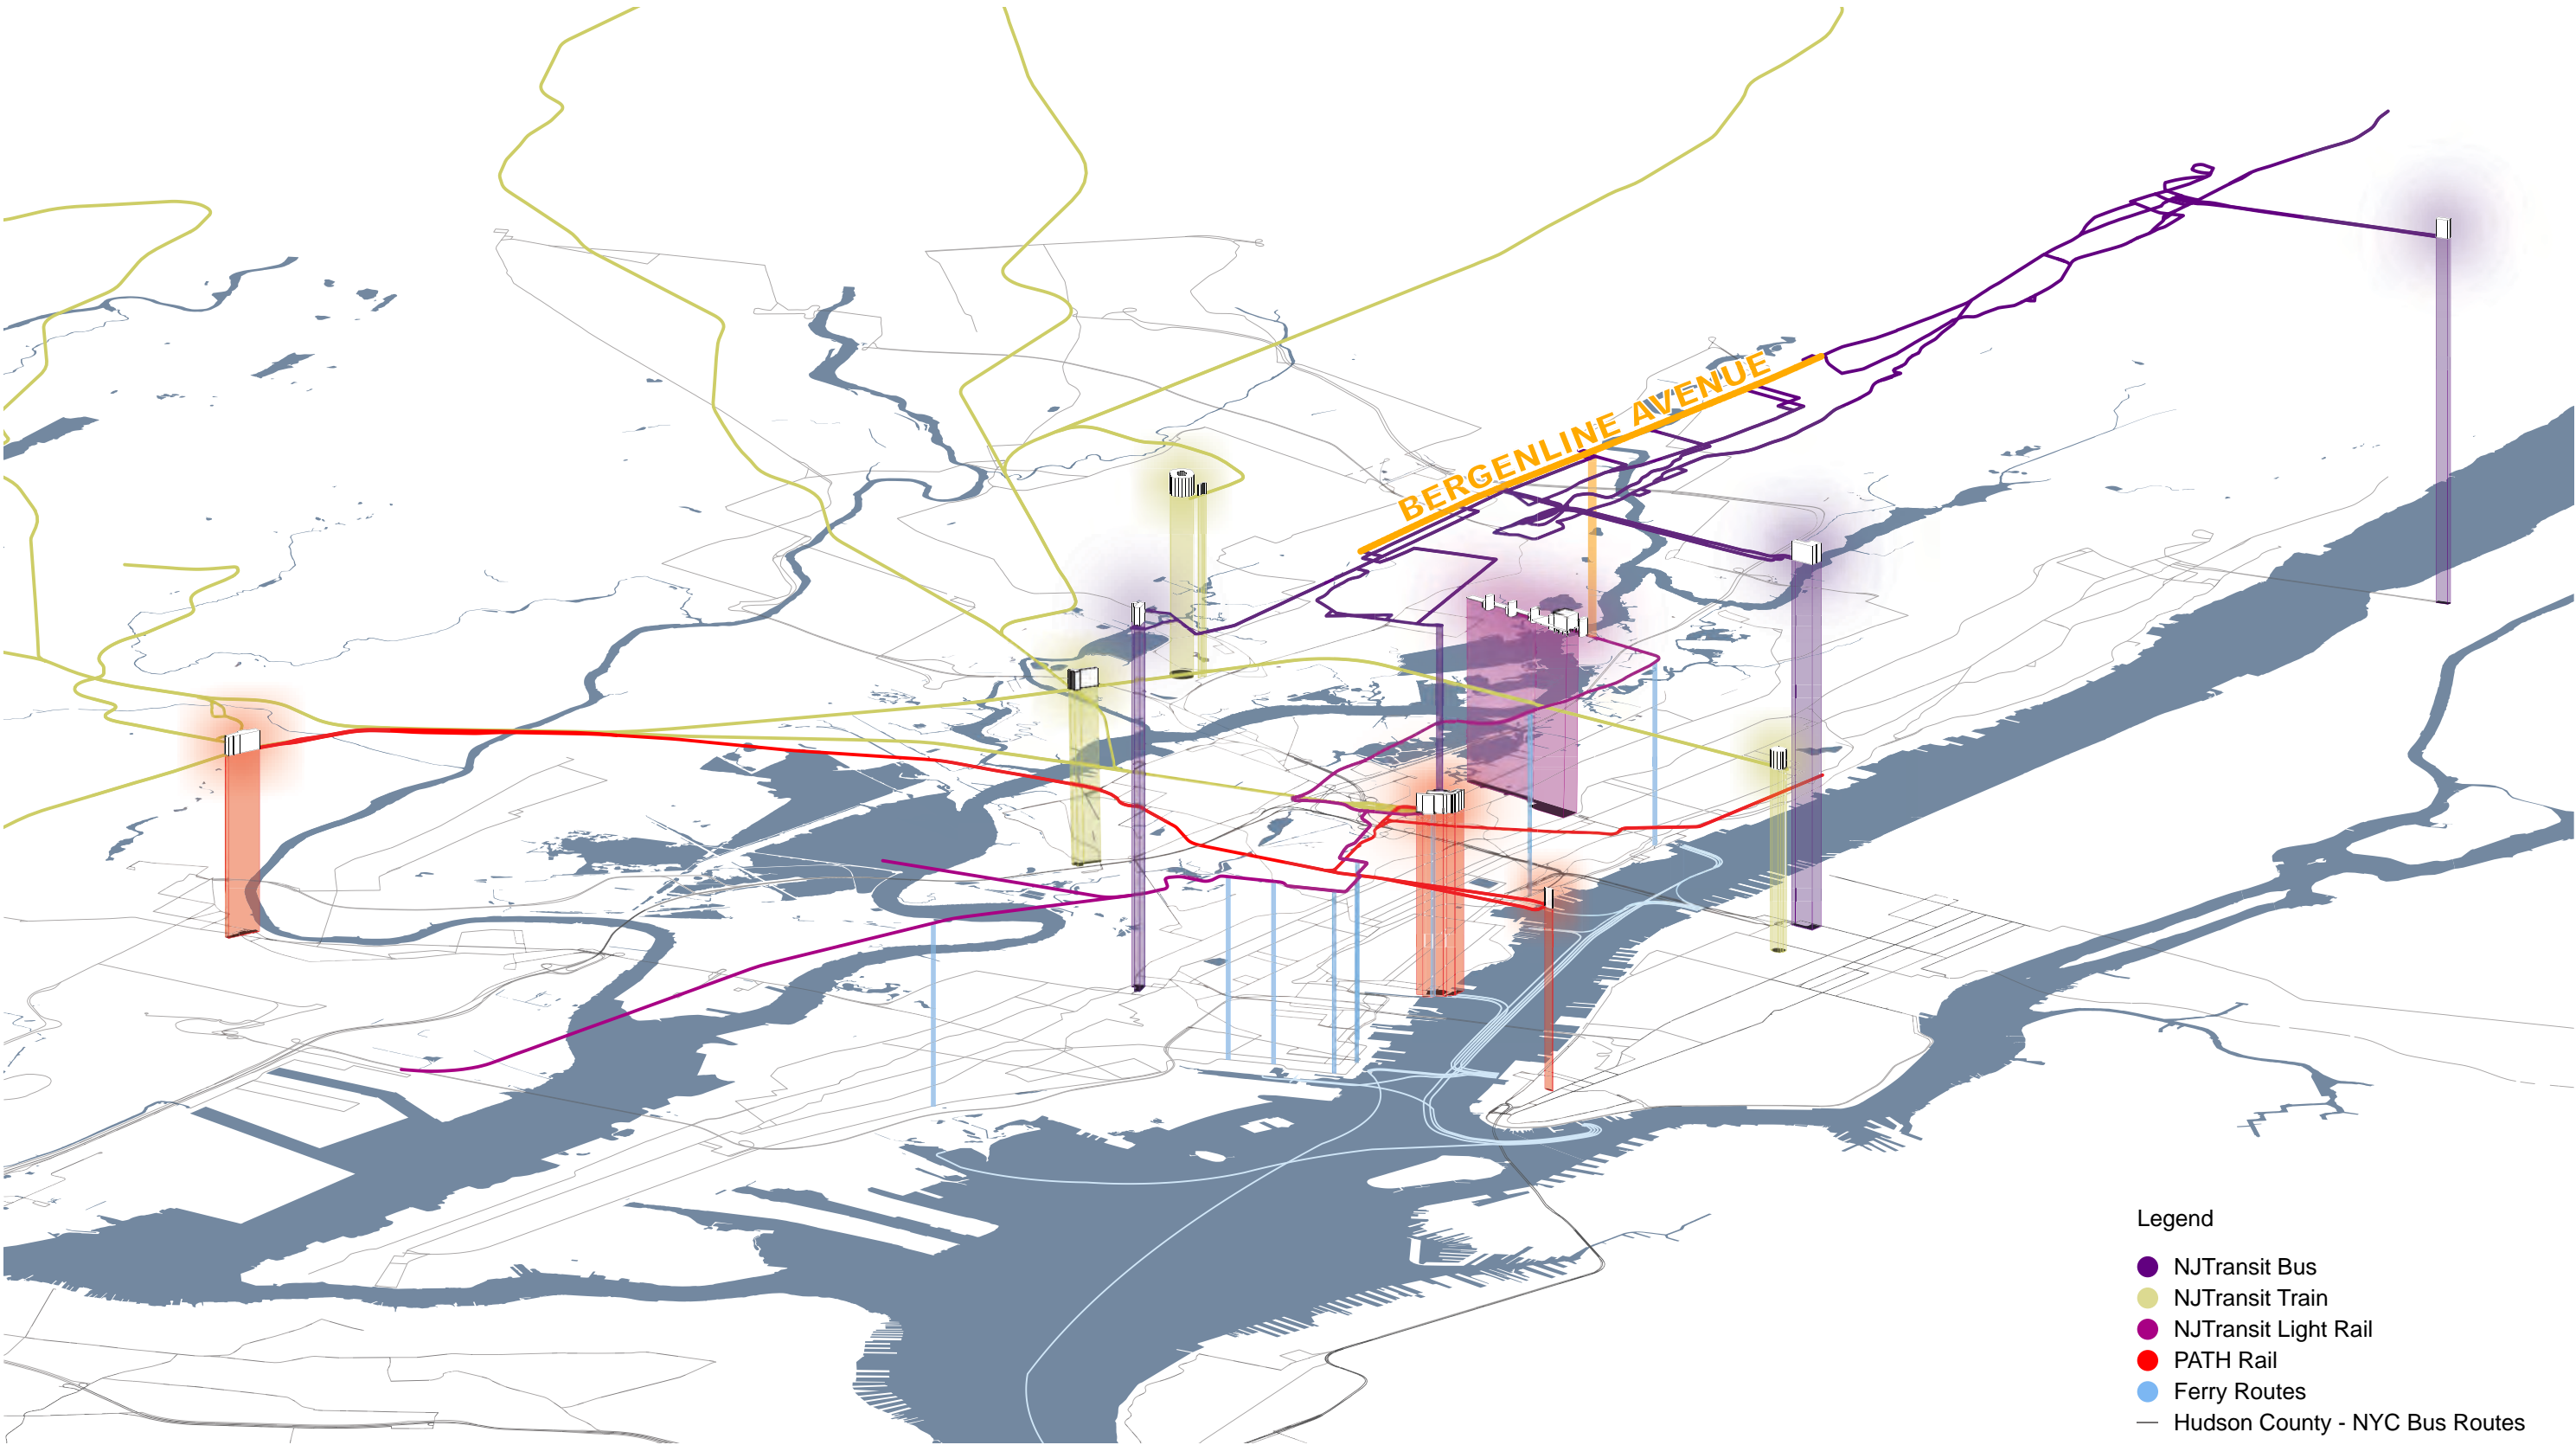 BERGENLINE AVENUE
Legend
NJTransit Bus
NJTransit Train
NJTransit Light Rail
PATH Rail
Ferry Routes
Hudson County - NYC Bus Routes